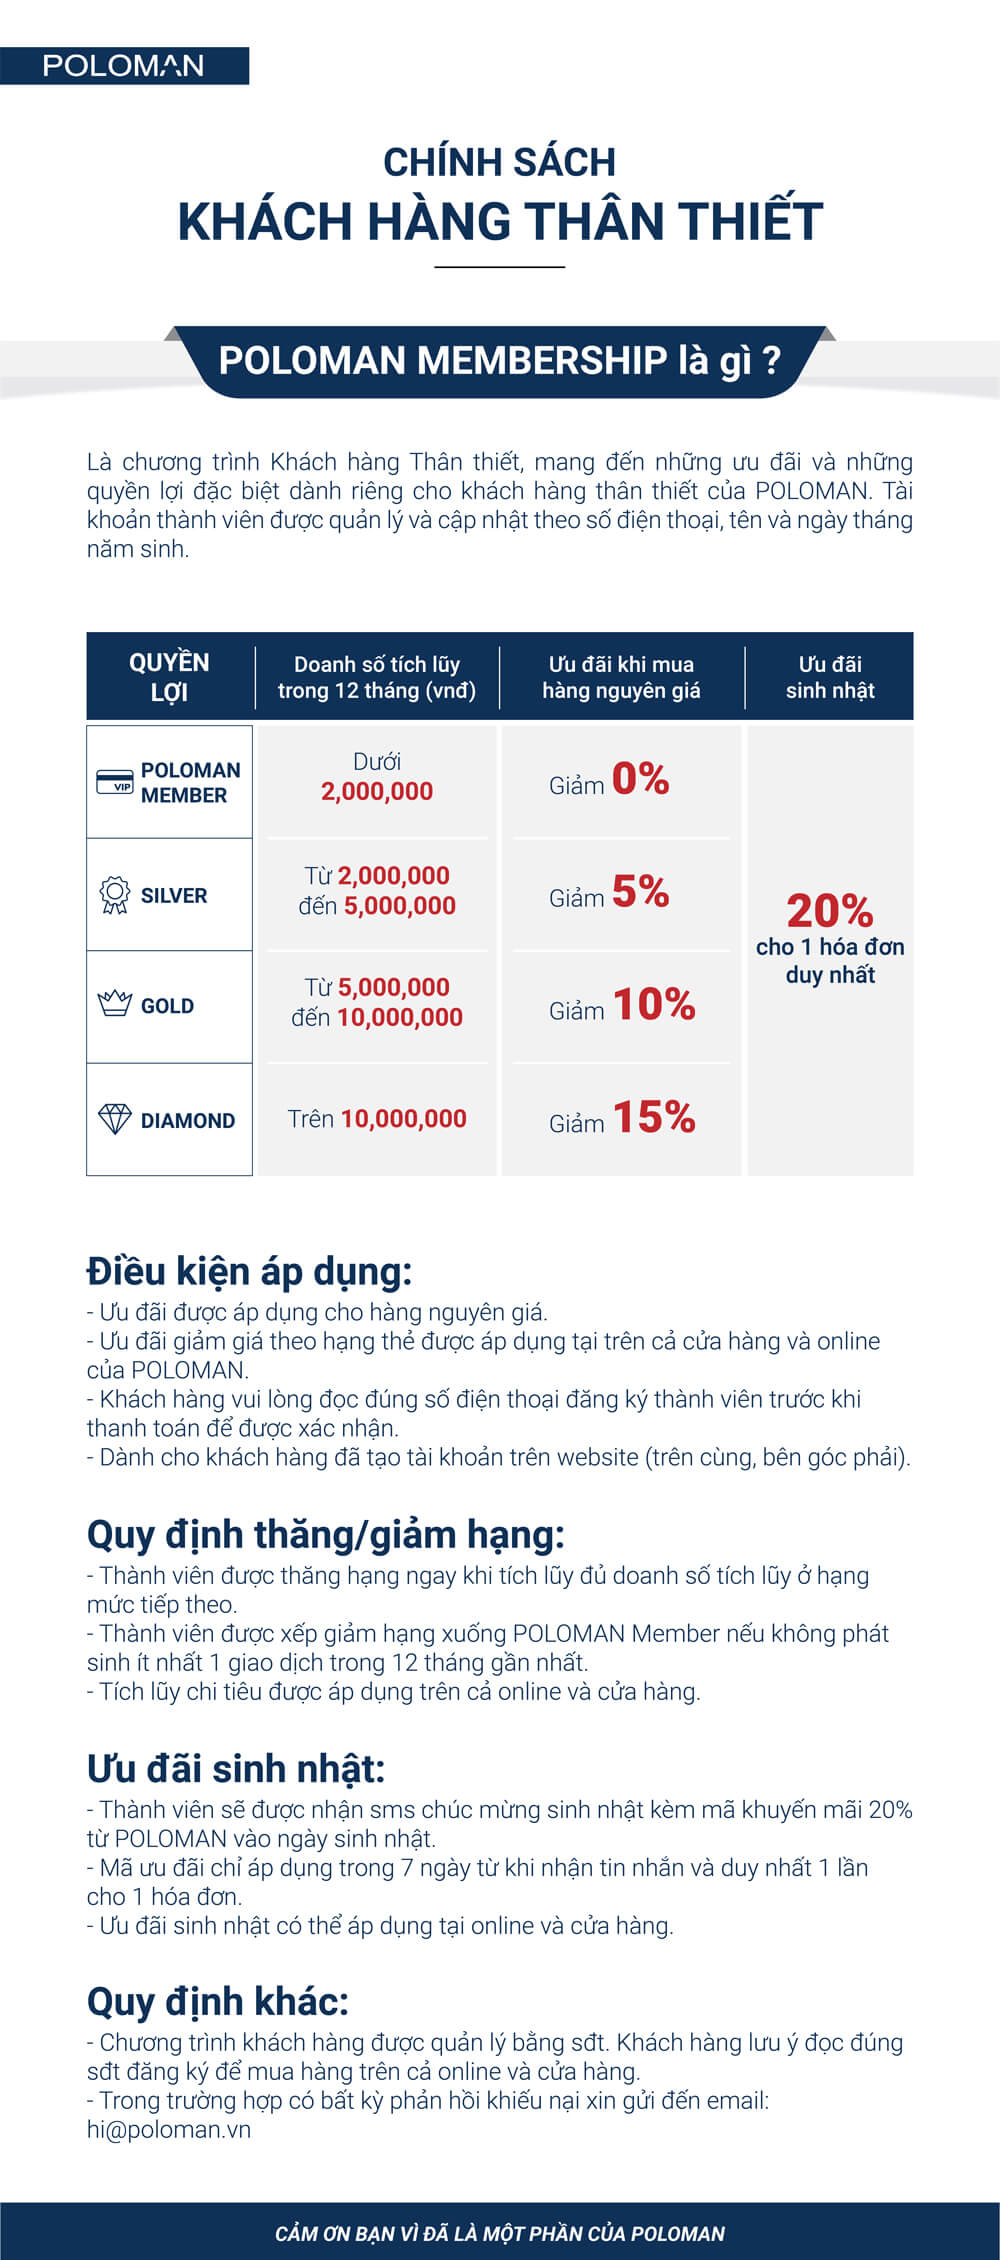 POLOMAN
CHÍNH SÁCH
KHÁCH HÀNG THÂN THIẾT
POLOMAN MEMBERSHIP là gì ?
Là chương trình Khách hàng Thân thiết, mang đến những ưu đãi và những
quyền lợi đặc biệt dành riêng cho khách hàng thân thiết của POLOMAN. Tài
khoản thành viên được quản lý và cập nhật theo số điện thoại, tên và ngày tháng
năm sinh.
QUYỀN
LỢI
Doanh số tích lũy
trong 12 tháng (vnđ)
Ưu đãi khi mua
hàng nguyên giá
Ưu đãi
sinh nhật
VIP
POLOMAN
MEMBER
Dưới
2,000,000
Giảm 0%
SILVER
Từ 2,000,000
đến 5,000,000
Giảm 5%
20%
cho 1 hóa đơn
duy nhất
GOLD
Từ 5,000,000
đến 10,000,000
Giảm 10%
DIAMOND
Trên 10,000,000
Giảm 15%
Điều kiện áp dụng:
- Ưu đãi được áp dụng cho hàng nguyên giá.
- Ưu đãi giảm giá theo hạng thẻ được áp dụng tại trên cả cửa hàng và online
của POLOMAN.
- Khách hàng vui lòng đọc đúng số điện thoại đăng ký thành viên trước khi
thanh toán để được xác nhận.
- Dành cho khách hàng đã tạo tài khoản trên website (trên cùng, bên góc phải).
Quy định thăng/giảm hạng:
- Thành viên được thăng hạng ngay khi tích lũy đủ doanh số tích lũy ở hạng
mức tiếp theo.
- Thành viên được xếp giảm hạng xuống POLOMAN Member nếu không phát
sinh ít nhất 1 giao dịch trong 12 tháng gần nhất.
- Tích lũy chi tiêu được áp dụng trên cả online và cửa hàng.
Ưu đãi sinh nhật:
- Thành viên sẽ được nhận sms chúc mừng sinh nhật kèm mã khuyến mãi 20%
từ POLOMAN vào ngày sinh nhật.
- Mã ưu đãi chỉ áp dụng trong 7 ngày từ khi nhận tin nhắn và duy nhất 1 lần
cho 1 hóa đơn.
- Ưu đãi sinh nhật có thể áp dụng tại online và cửa hàng.
Quy định khác:
- Chương trình khách hàng được quản lý bằng sđt. Khách hàng lưu ý đọc đúng
sđt đăng ký để mua hàng trên cả online và cửa hàng.
- Trong trường hợp có bất kỳ phản hồi khiếu nại xin gửi đến email:
hi@poloman.vn
CẢM ƠN BẠN VÌ ĐÃ LÀ MỘT PHẦN CỦA POLOMAN